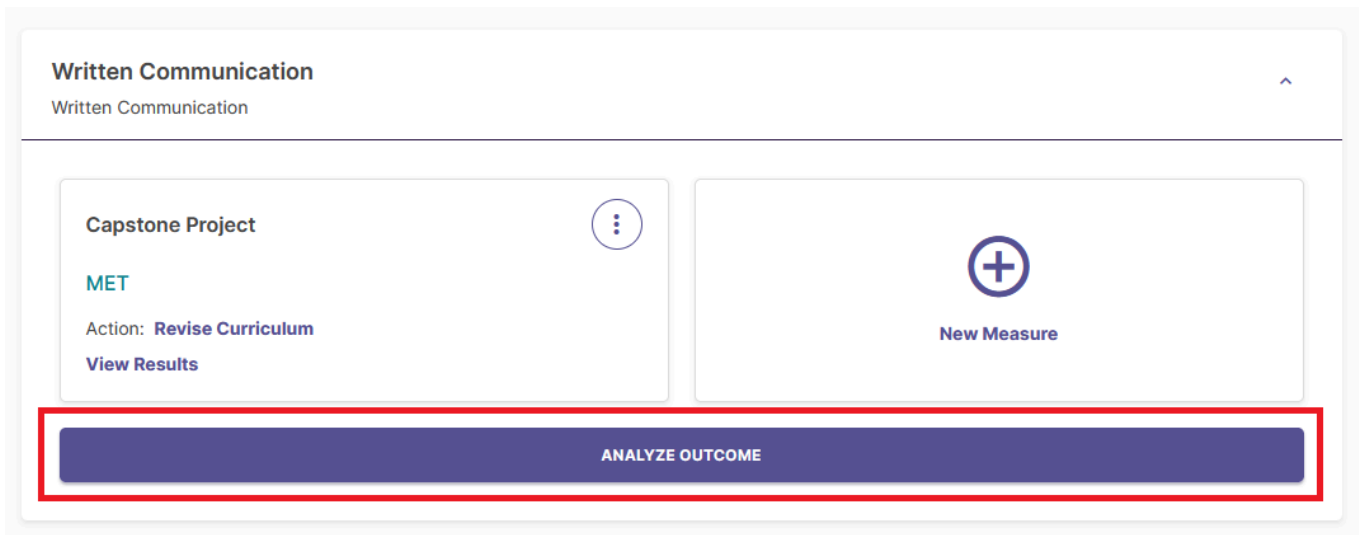 Written Communication
Written Communication
Capstone Project
MET
Action: Revise Curriculum
View Results
New Measure
ANALYZE OUTCOME